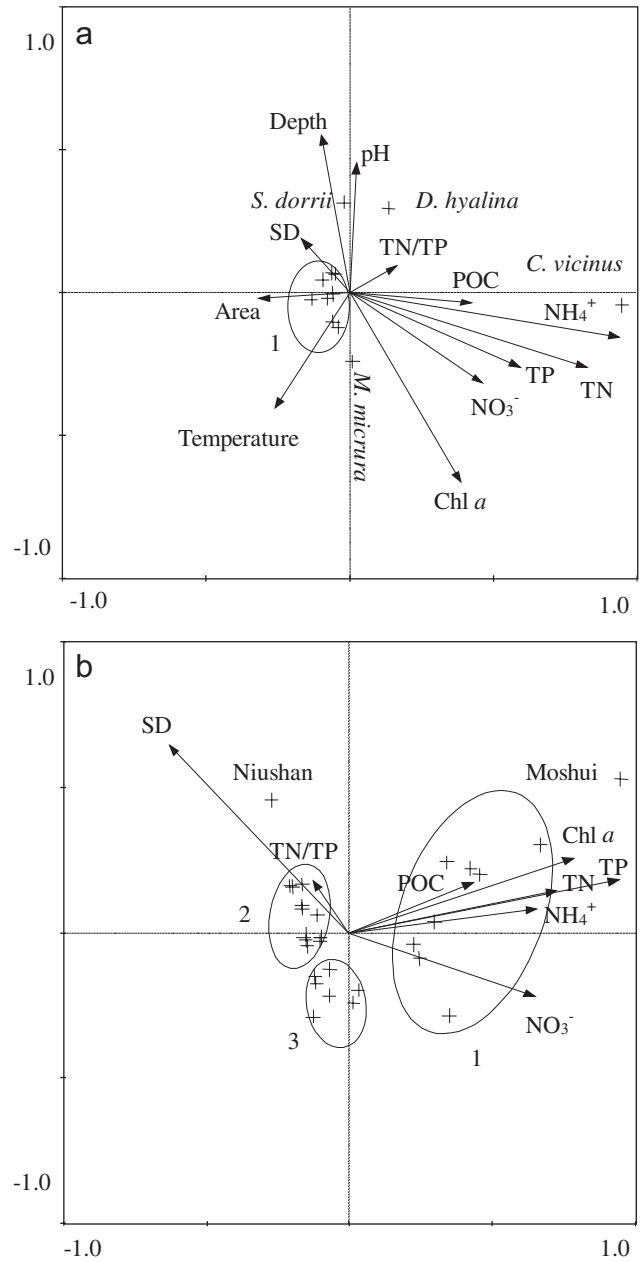 1.0
a
Depth
pH
S. dorrii
D. hyalina
SD
TN/TP
C. vicinus
POC
NH₄⁺
Area
1
TP
TN
NO₃⁻
M. micrura
Temperature
Chl a
-1.0
-1.0
1.0
1.0
b
SD
Niushan
Moshui
Chl a
TN/TP
TP
POC
TN
2
NH₄⁺
NO₃⁻
3
1
-1.0
-1.0
1.0